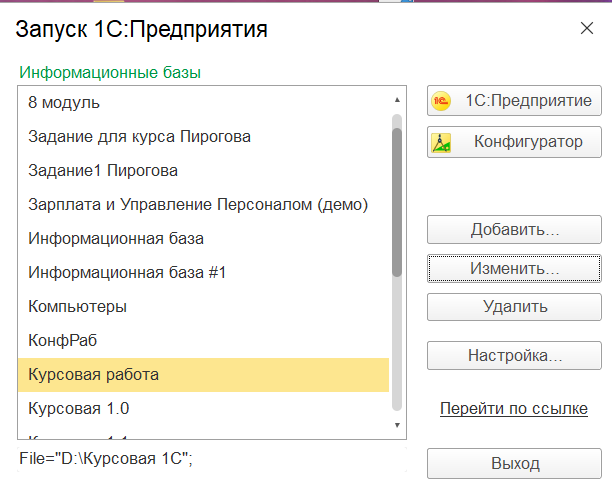 Запуск 1С:Предприятия
Информационные базы
8 модуль
Задание для курса Пирогова
Задание1 Пирогова
Зарплата и Управление Персоналом (демо)
Информационная база
Информационная база #1
Компьютеры
КонфРаб
Курсовая работа
Курсовая 1.0
File="D:\Курсовая 1С";
1С:Предприятие
Конфигуратор
Добавить...
Изменить...
Удалить
Настройка...
Перейти по ссылке
Выход